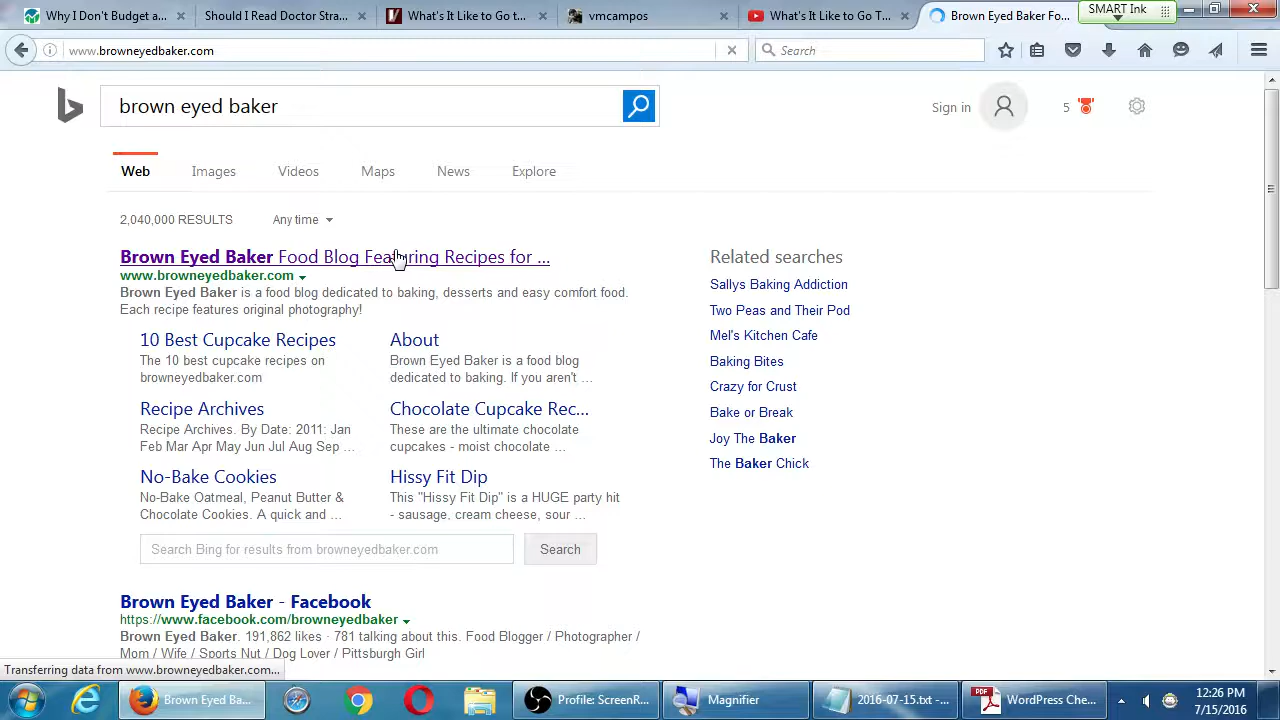 Why I Don't Budget a...
Should I Read Doctor Stra...
What's It Like to Go t...
vmcampos
What's It Like to Go T...
Brown Eyed Baker Fo...
SMART Ink
www.browneyedbaker.com
Search
brown eyed baker
Sign in
5
Web
Images
Videos
Maps
News
Explore
2,040,000 RESULTS
Any time
Brown Eyed Baker Food Blog Featuring Recipes for ...
www.browneyedbaker.com
Brown Eyed Baker is a food blog dedicated to baking, desserts and easy comfort food.
Each recipe features original photography!
10 Best Cupcake Recipes
The 10 best cupcake recipes on
browneyedbaker.com
About
Brown Eyed Baker is a food blog
dedicated to baking. If you aren't ...
Recipe Archives
Recipe Archives. By Date: 2011: Jan
Feb Mar Apr May Jun Jul Aug Sep ...
Chocolate Cupcake Rec...
These are the ultimate chocolate
cupcakes - moist chocolate ...
No-Bake Cookies
No-Bake Oatmeal, Peanut Butter &
Chocolate Cookies. A quick and ...
Hissy Fit Dip
This "Hissy Fit Dip" is a HUGE party hit
- sausage, cream cheese, sour ...
Search Bing for results from browneyedbaker.com
Search
Brown Eyed Baker - Facebook
https://www.facebook.com/browneyedbaker
Brown Eyed Baker. 191,862 likes · 781 talking about this. Food Blogger / Photographer /
Mom / Wife / Sports Nut / Dog Lover / Pittsburgh Girl
Related searches
Sallys Baking Addiction
Two Peas and Their Pod
Mel's Kitchen Cafe
Baking Bites
Crazy for Crust
Bake or Break
Joy The Baker
The Baker Chick
Transferring data from www.browneyedbaker.com...
Brown Eyed Ba...
Profile: ScreenR...
Magnifier
2016-07-15.txt -...
PDF
WordPress Che...
12:26 PM
7/15/2016